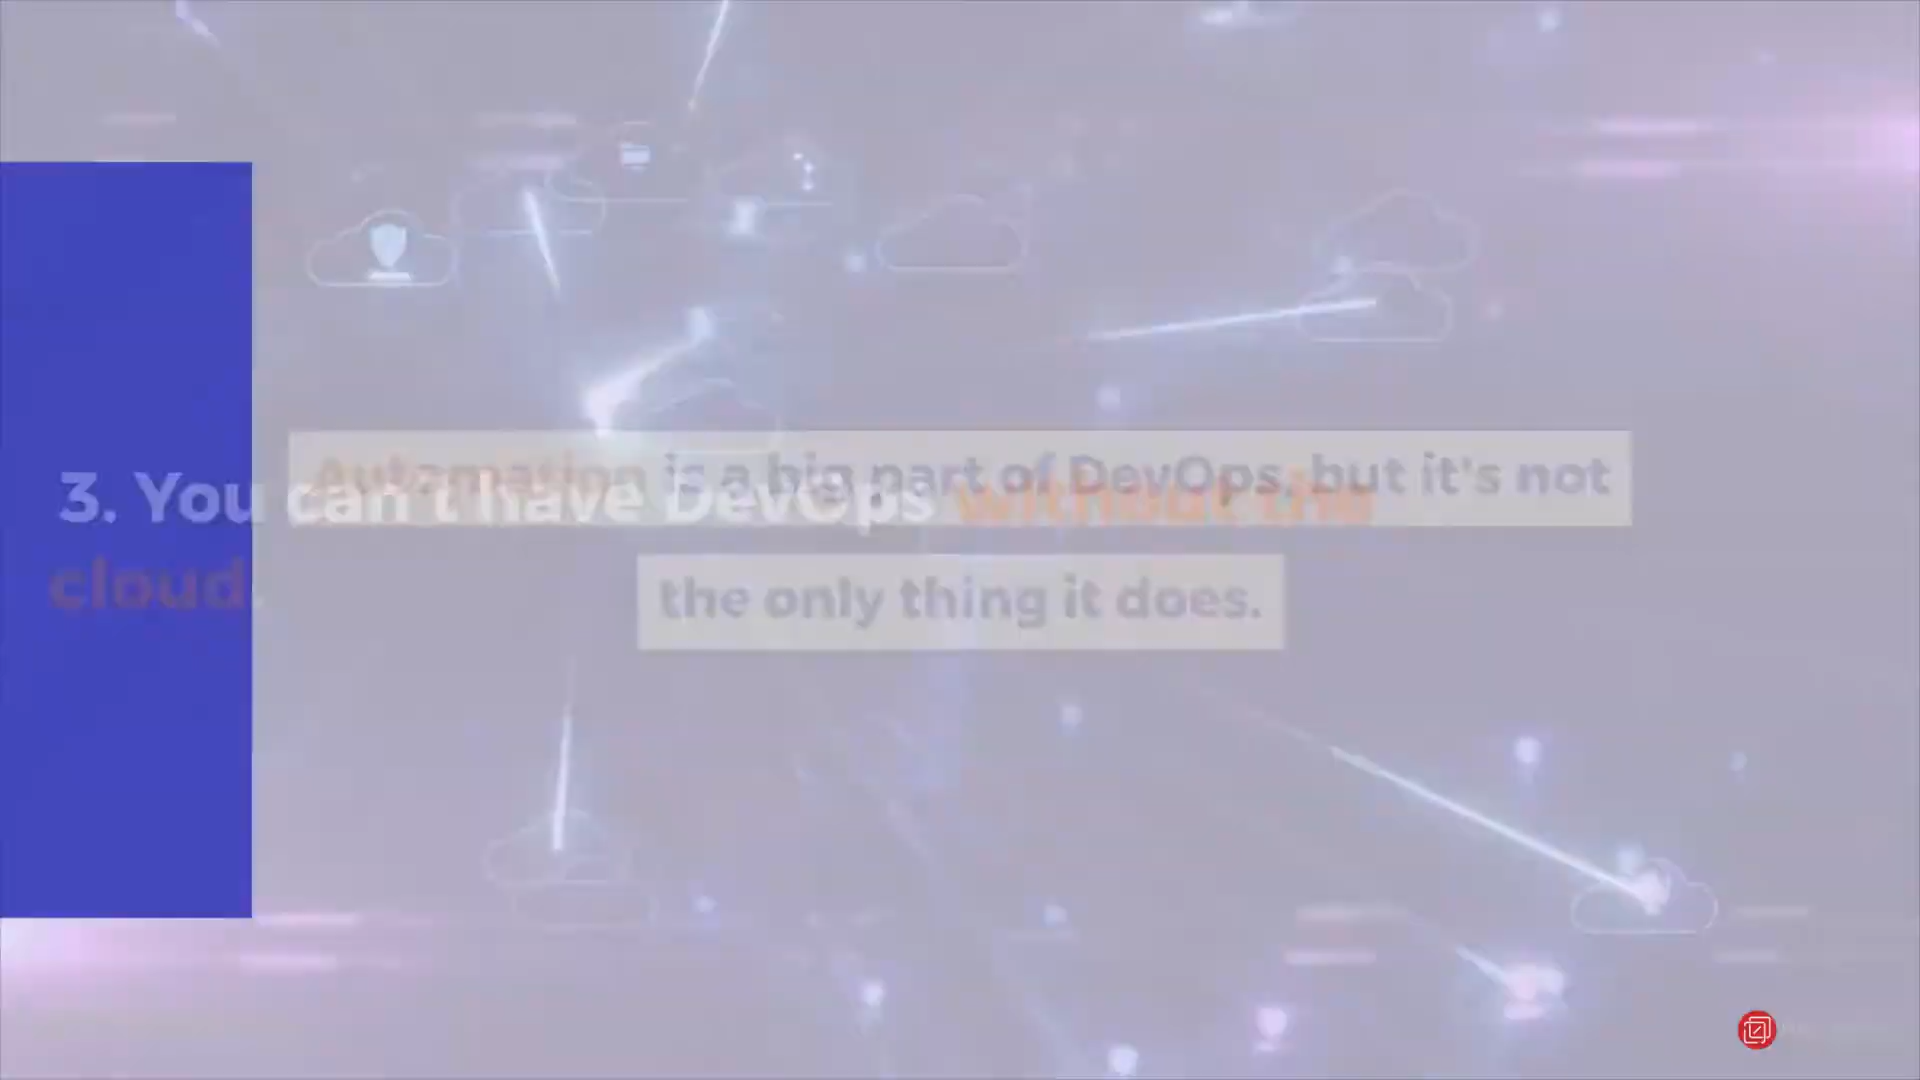 Automation is a big part of DevOps, but it's not
the only thing it does.
3. You can't have DevOps without the
cloud.